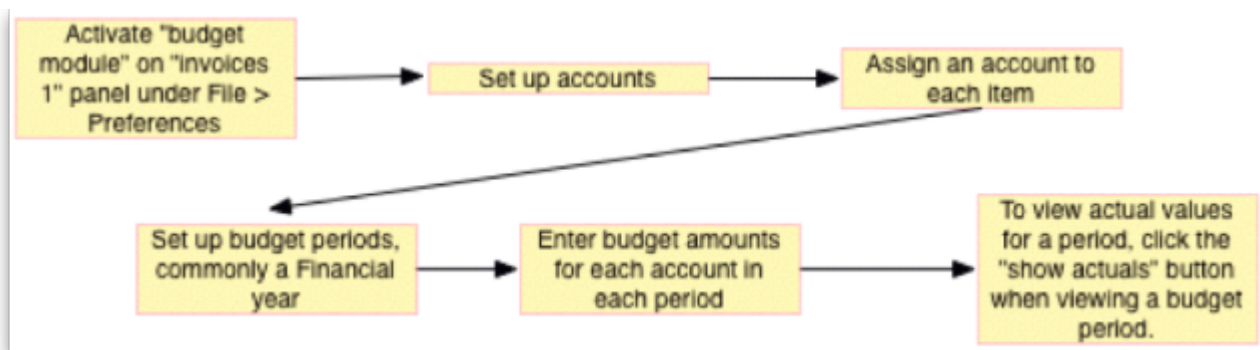 Activate "budget
module" on "invoices
1" panel under File >
Preferences
Set up accounts
Assign an account to
each item
Set up budget periods,
commonly a Financial
year
Enter budget amounts
for each account in
each period
To view actual values
for a period, click the
"show actuals" button
when viewing a budget
period.